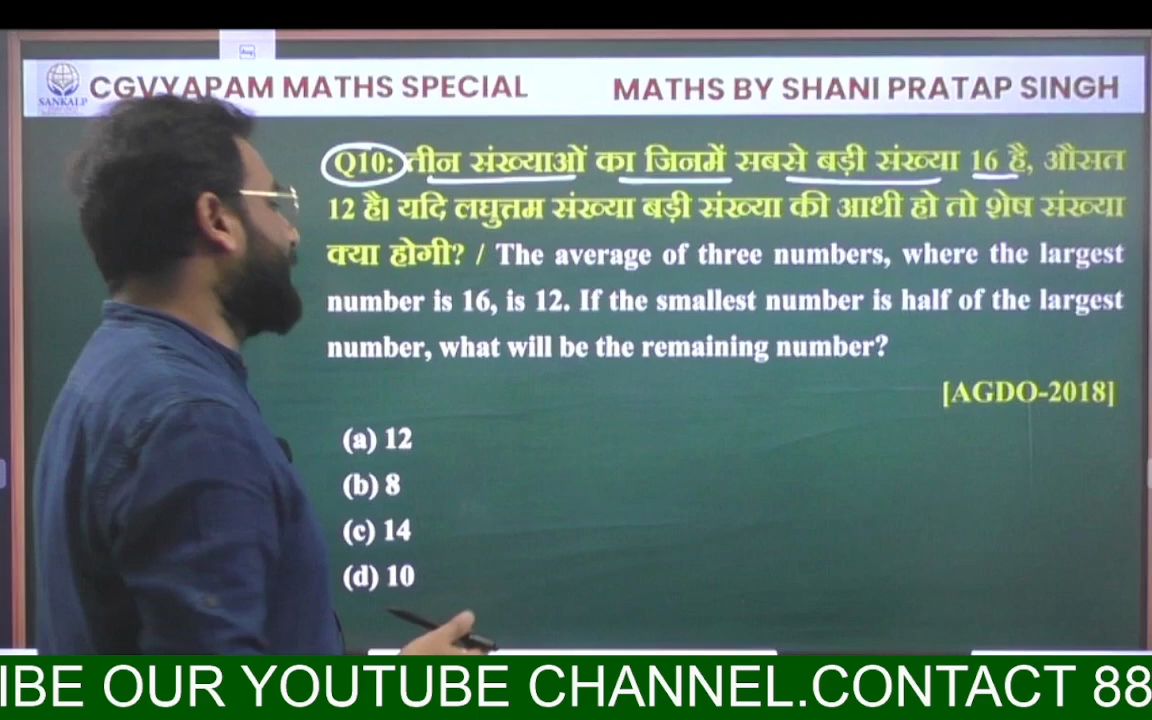 CGVYAPAM MATHS SPECIAL
MATHS BY SHANI PRATAP SINGH
SANKALP
Q10: तीन संख्याओं का जिनमें सबसे बड़ी संख्या 16 है, औसत
12 है। यदि लघुत्तम संख्या बड़ी संख्या की आधी हो तो शेष संख्या
क्या होगी? / The average of three numbers, where the largest
number is 16, is 12. If the smallest number is half of the largest
number, what will be the remaining number?
[AGDO-2018]
(a) 12
(b) 8
(c) 14
(d) 10
IBE OUR YOUTUBE CHANNEL.CONTACT 88